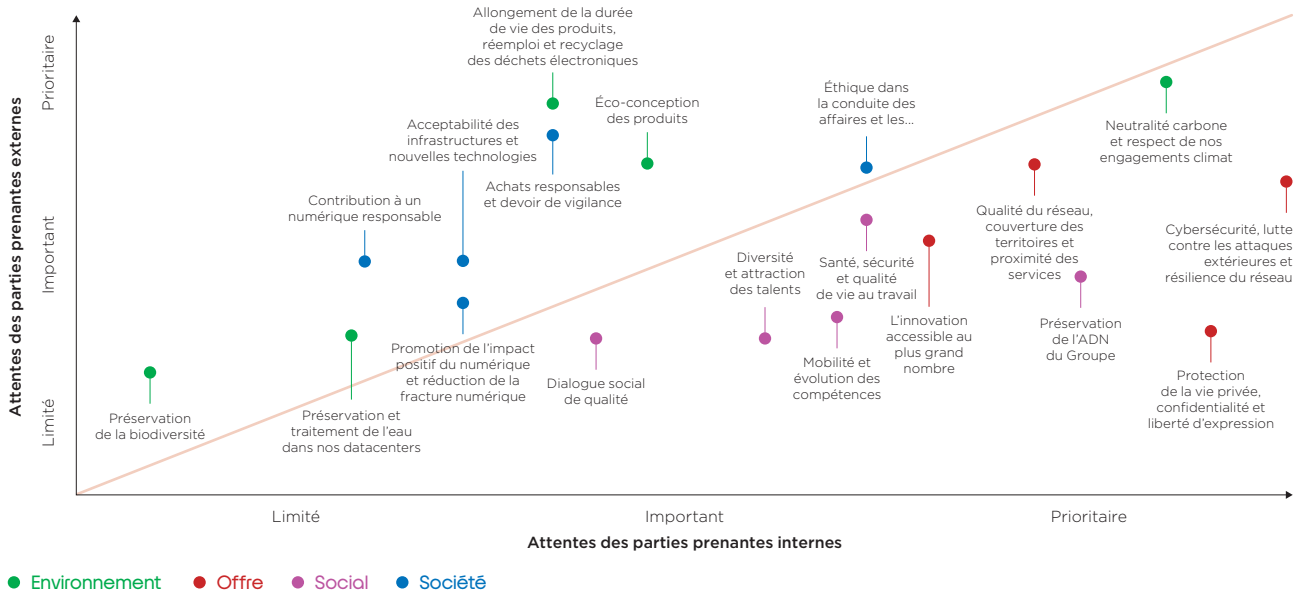 Attentes des parties prenantes externes
Prioritaire
Important
Limité
Allongement de la durée
de vie des produits,
réemploi et recyclage
des déchets électroniques
Éco-conception
des produits
Éthique dans
la conduite des
affaires et les...
Acceptabilité des
infrastructures et
nouvelles technologies
Neutralité carbone
et respect de nos
engagements climat
Achats responsables
et devoir de vigilance
Contribution à un
numérique responsable
Qualité du réseau,
couverture des
territoires et
proximité des
services
Cybersécurité, lutte
contre les attaques
extérieures et
résilience du réseau
Diversité
et attraction
des talents
Santé, sécurité
et qualité
de vie au travail
L'innovation
accessible au
plus grand
nombre
Préservation
de l'ADN
du Groupe
Promotion de l'impact
positif du numérique
et réduction de la
fracture numérique
Mobilité et
évolution des
compétences
Dialogue social
de qualité
Protection
de la vie privée,
confidentialité et
liberté d'expression
Préservation
de la biodiversité
Préservation et
traitement de l'eau
dans nos datacenters
Limité
Important
Prioritaire
Attentes des parties prenantes internes
Environnement
Offre
Social
Société